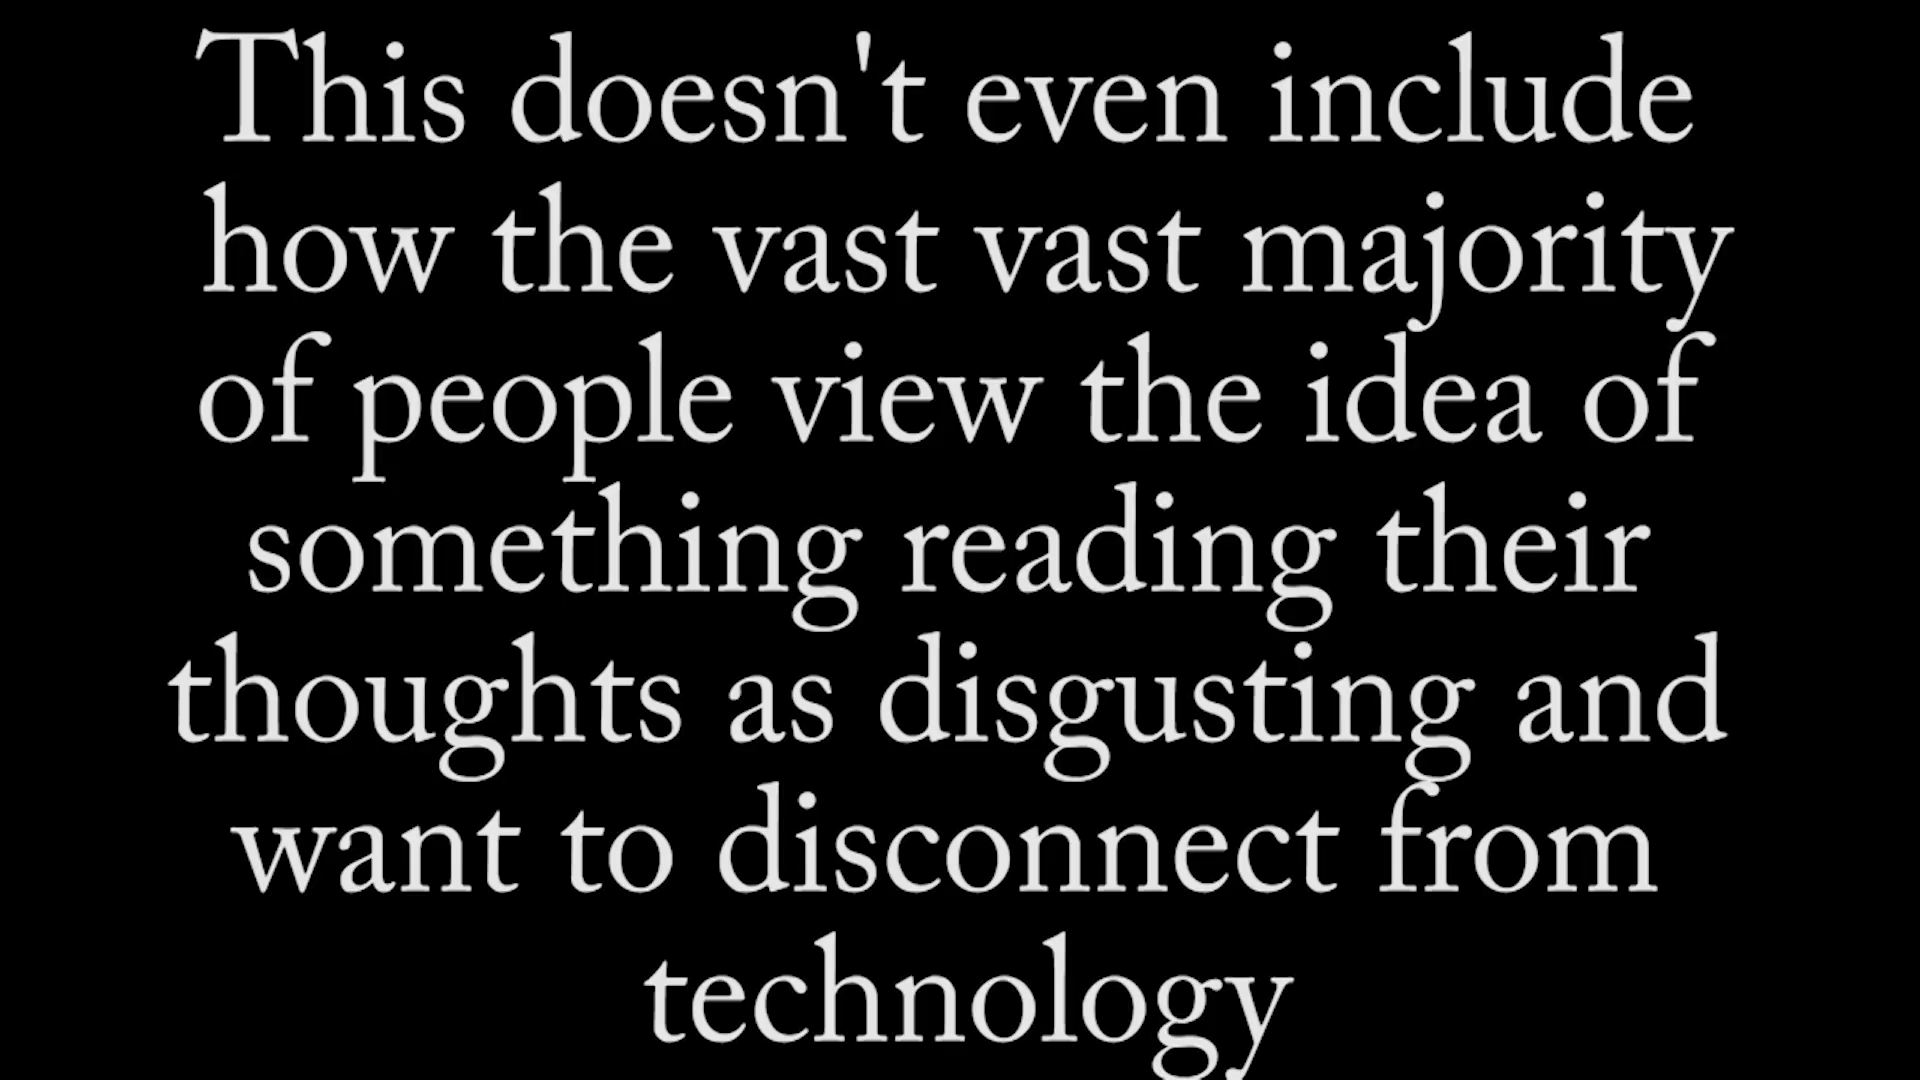 This doesn't even include
how the vast vast majority
of people view the idea of
something reading their
thoughts as disgusting and
want to disconnect from
technology